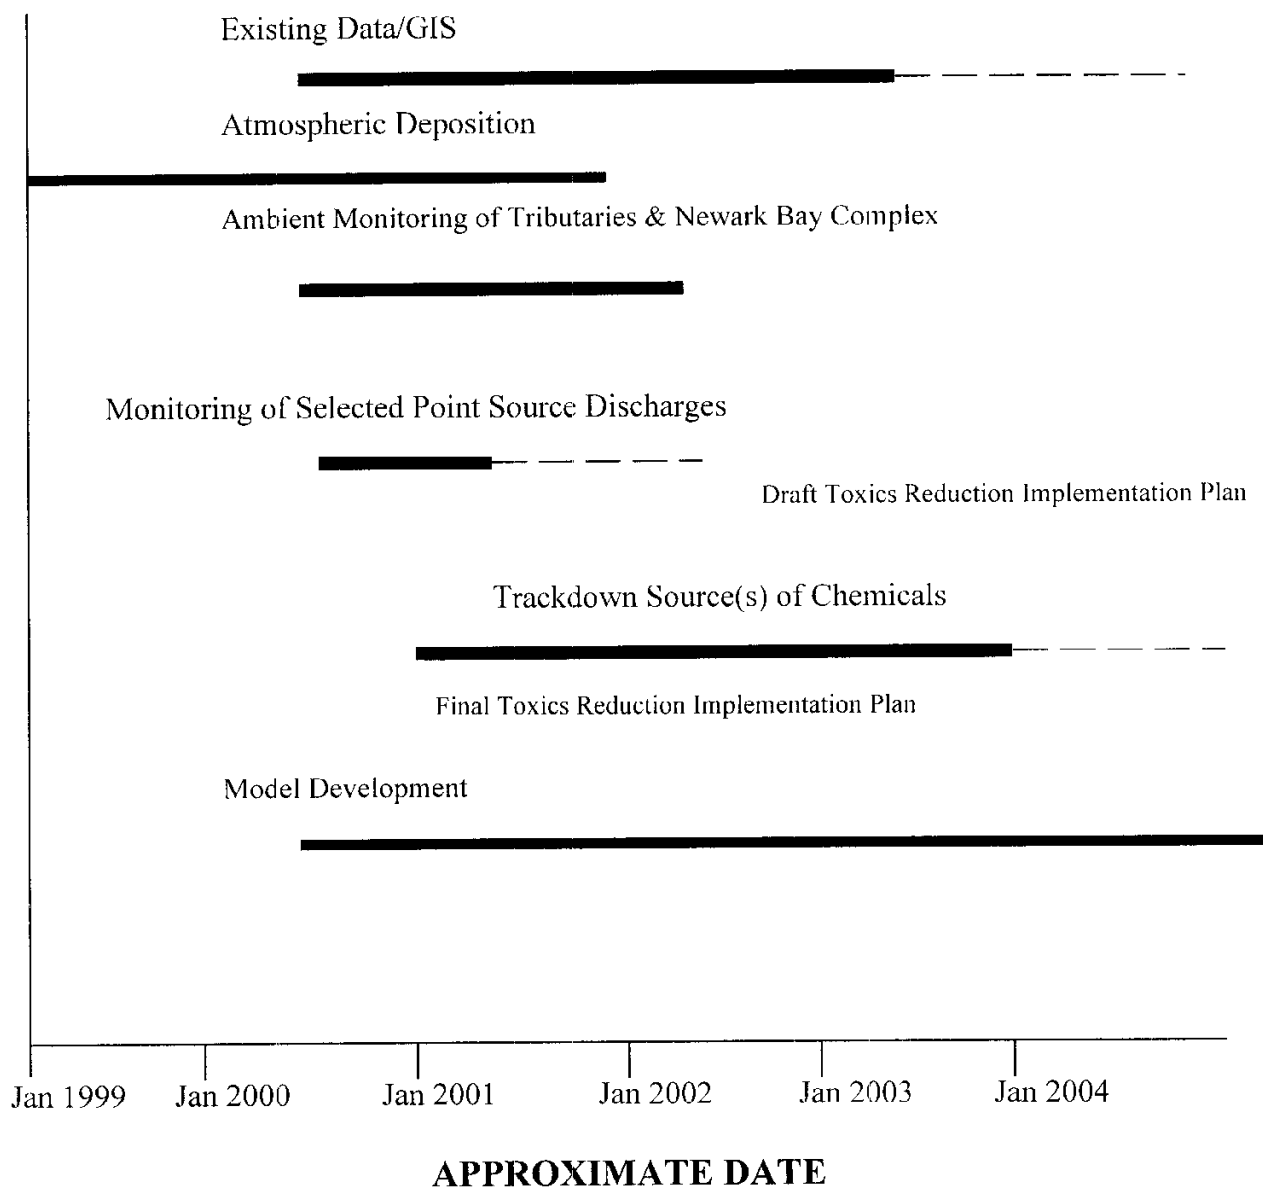 Existing Data/GIS
Atmospheric Deposition
Ambient Monitoring of Tributaries & Newark Bay Complex
Monitoring of Selected Point Source Discharges
Draft Toxics Reduction Implementation Plan
Trackdown Source(s) of Chemicals
Final Toxics Reduction Implementation Plan
Model Development
Jan 1999 Jan 2000 Jan 2001 Jan 2002 Jan 2003 Jan 2004
APPROXIMATE DATE